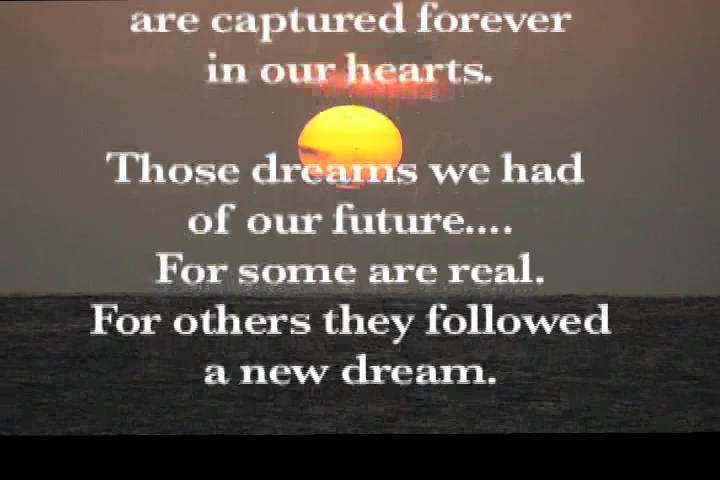 are captured forever
in our hearts.
Those dreams we had
of our future....
For some are real.
For others they followed
a new dream.